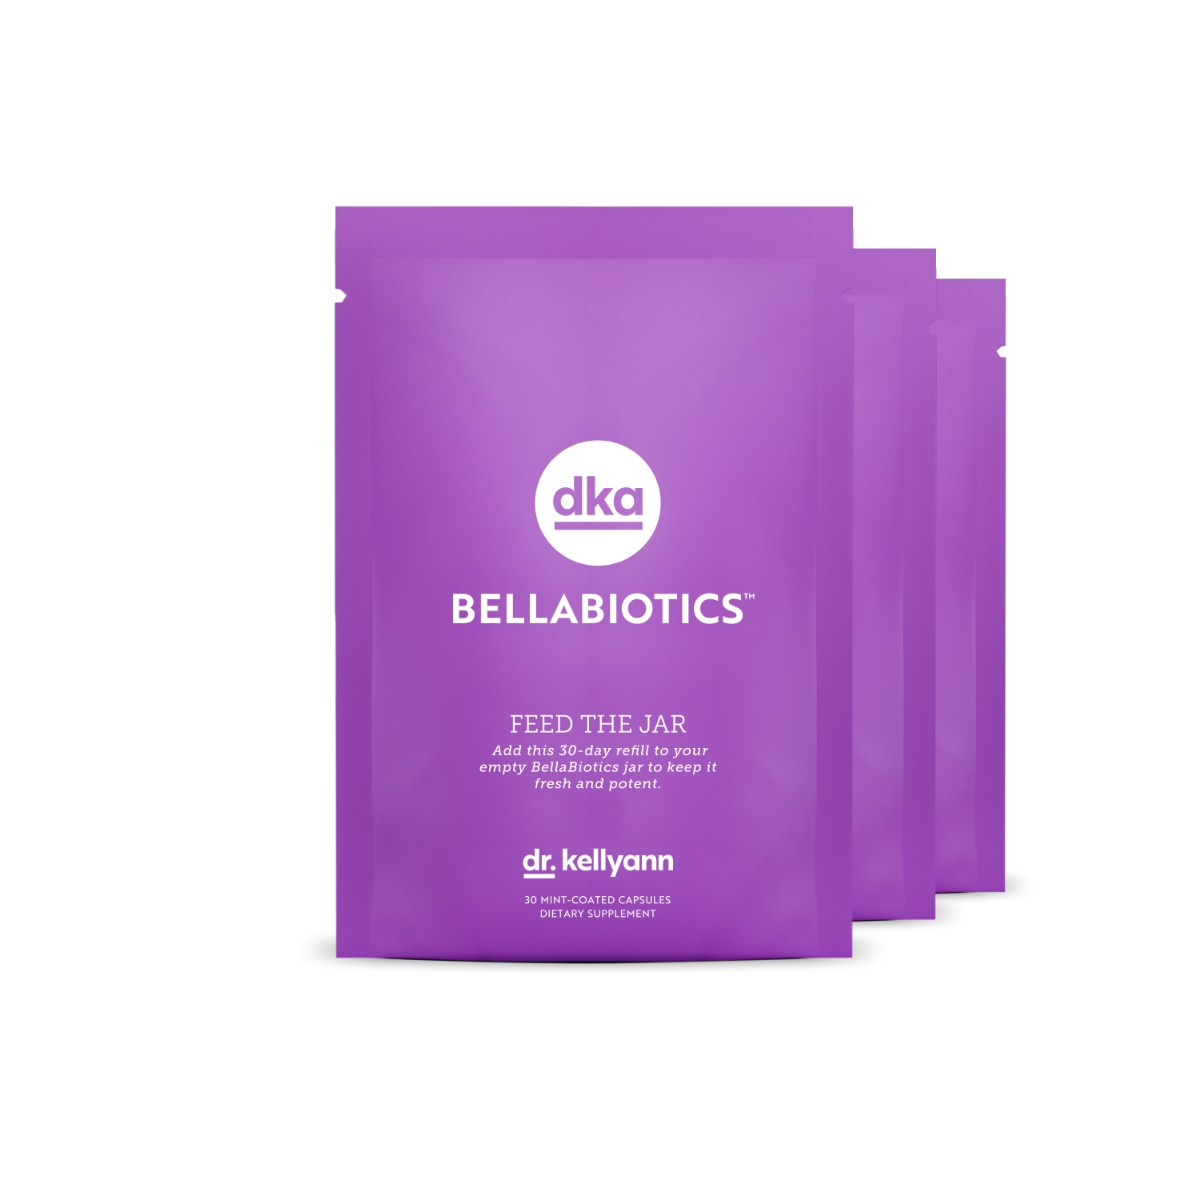 dka
BELLABIOTICS™
FEED THE JAR
Add this 30-day refill to your
empty BellaBiotics jar to keep it
fresh and potent.
dr. kellyann
30 MINT-COATED CAPSULES
DIETARY SUPPLEMENT